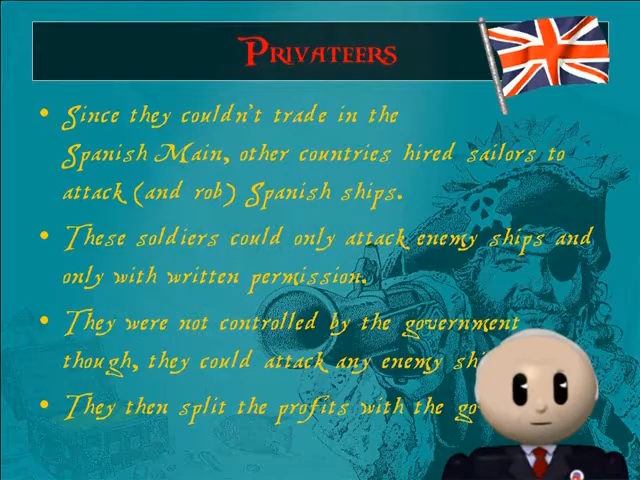 Privateers
• Since they couldn't trade in the
Spanish Main, other countries hired sailors to
attack (and rob) Spanish ships.
• These soldiers could only attack enemy ships and
only with written permission.
• They were not controlled by the government
though, they could attack any enemy
• They then split the profits with the